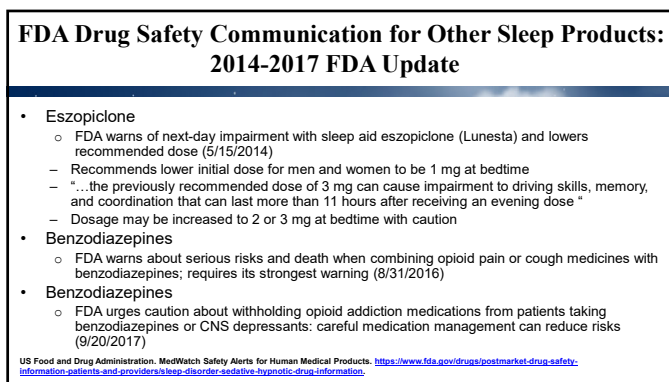 FDA Drug Safety Communication for Other Sleep Products:
2014-2017 FDA Update
• Eszopiclone
o FDA warns of next-day impairment with sleep aid eszopiclone (Lunesta) and lowers
recommended dose (5/15/2014)
– Recommends lower initial dose for men and women to be 1 mg at bedtime
– “…the previously recommended dose of 3 mg can cause impairment to driving skills, memory,
and coordination that can last more than 11 hours after receiving an evening dose “
– Dosage may be increased to 2 or 3 mg at bedtime with caution
• Benzodiazepines
o FDA warns about serious risks and death when combining opioid pain or cough medicines with
benzodiazepines; requires its strongest warning (8/31/2016)
• Benzodiazepines
o FDA urges caution about withholding opioid addiction medications from patients taking
benzodiazepines or CNS depressants: careful medication management can reduce risks
(9/20/2017)
US Food and Drug Administration. MedWatch Safety Alerts for Human Medical Products. https://www.fda.gov/drugs/postmarket-drug-safety-
information-patients-and-providers/sleep-disorder-sedative-hypnotic-drug-information.